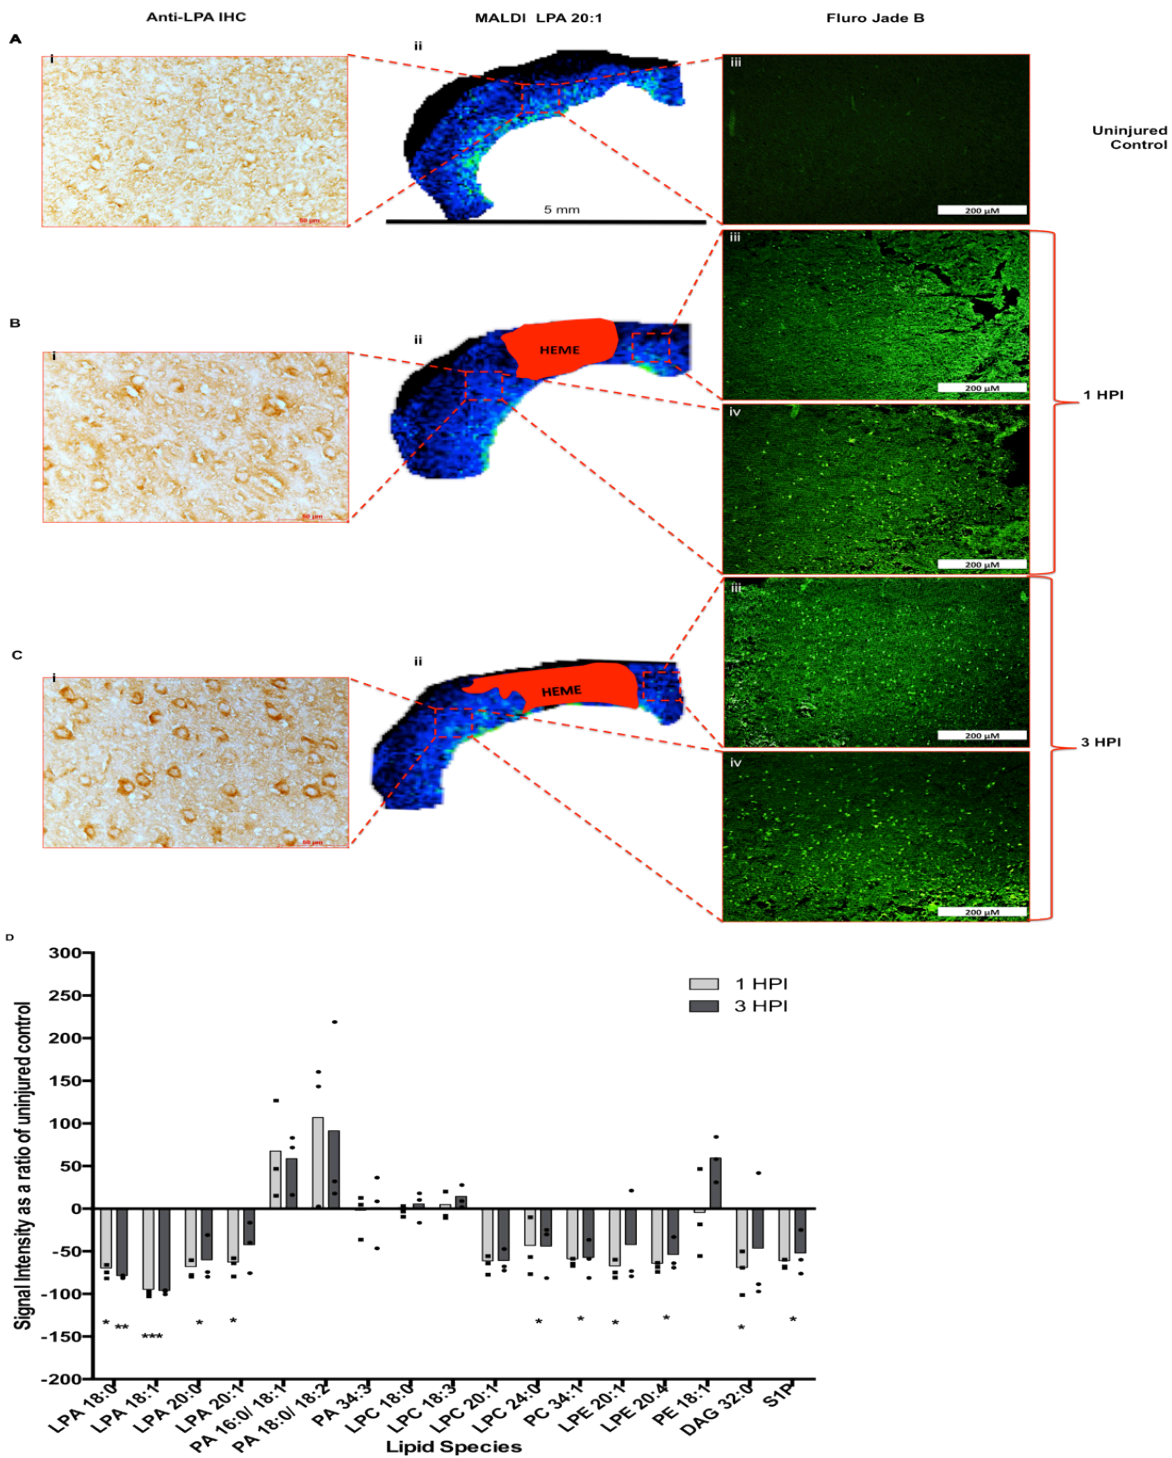 Anti-LPA IHC
MALDI LPA 20:1
Fluro Jade B
A
i
ii
iii
50 µm
5 mm
200 µM
Uninjured
Control
B
i
ii
HEME
iii
200 µM
iv
200 µM
50 µm
1 HPI
C
i
ii
HEME
iii
200 µM
iv
200 µM
50 µm
3 HPI
D
Signal Intensity as a ratio of uninjured control
300
250
200
150
100
50
0
-50
-100
-150
-200
1 HPI
3 HPI
*
**
***
*
*
*
*
*
*
*
*
LPA 18:0
LPA 18:1
LPA 20:0
LPA 20:1
PA 16:0/ 18:1
PA 18:0/ 18:2
PA 34:3
LPC 18:0
LPC 18:3
LPC 20:1
LPC 24:0
PC 34:1
LPE 20:1
LPE 20:4
PE 18:1
DAG 32:0
S1P
Lipid Species